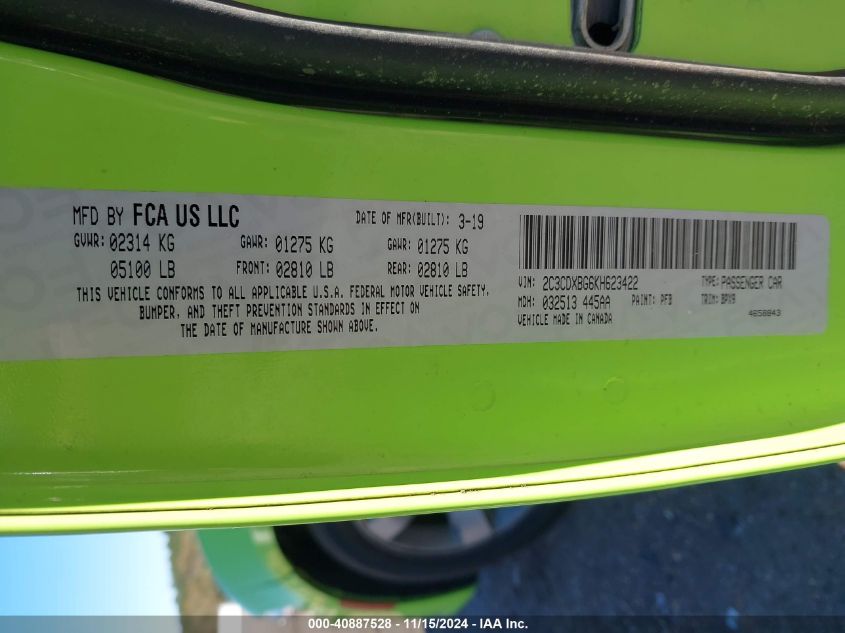 MFD BY FCA US LLC
DATE OF MFR(BUILT): 3-19
GVWR: 02314 KG
GAWR: 01275 KG
GAWR: 01275 KG
05100 LB
FRONT: 02810 LB
REAR: 02810 LB
THIS VEHICLE CONFORMS TO ALL APPLICABLE U.S.A. FEDERAL MOTOR VEHICLE SAFETY,
BUMPER, AND THEFT PREVENTION STANDARDS IN EFFECT ON
THE DATE OF MANUFACTURE SHOWN ABOVE.
VIN: 2C3CDXBG6KH623422
TYPE: PASSENGER CAR
MDH: 032513 445AA
PAINT: PFB
TRIM: BPX9
VEHICLE MADE IN CANADA
4658843
000-40887528 - 11/15/2024 - IAA Inc.